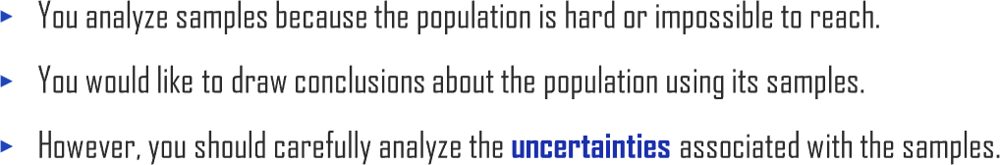 ► You analyze samples because the population is hard or impossible to reach.
► You would like to draw conclusions about the population using its samples.
► However, you should carefully analyze the uncertainties associated with the samples.